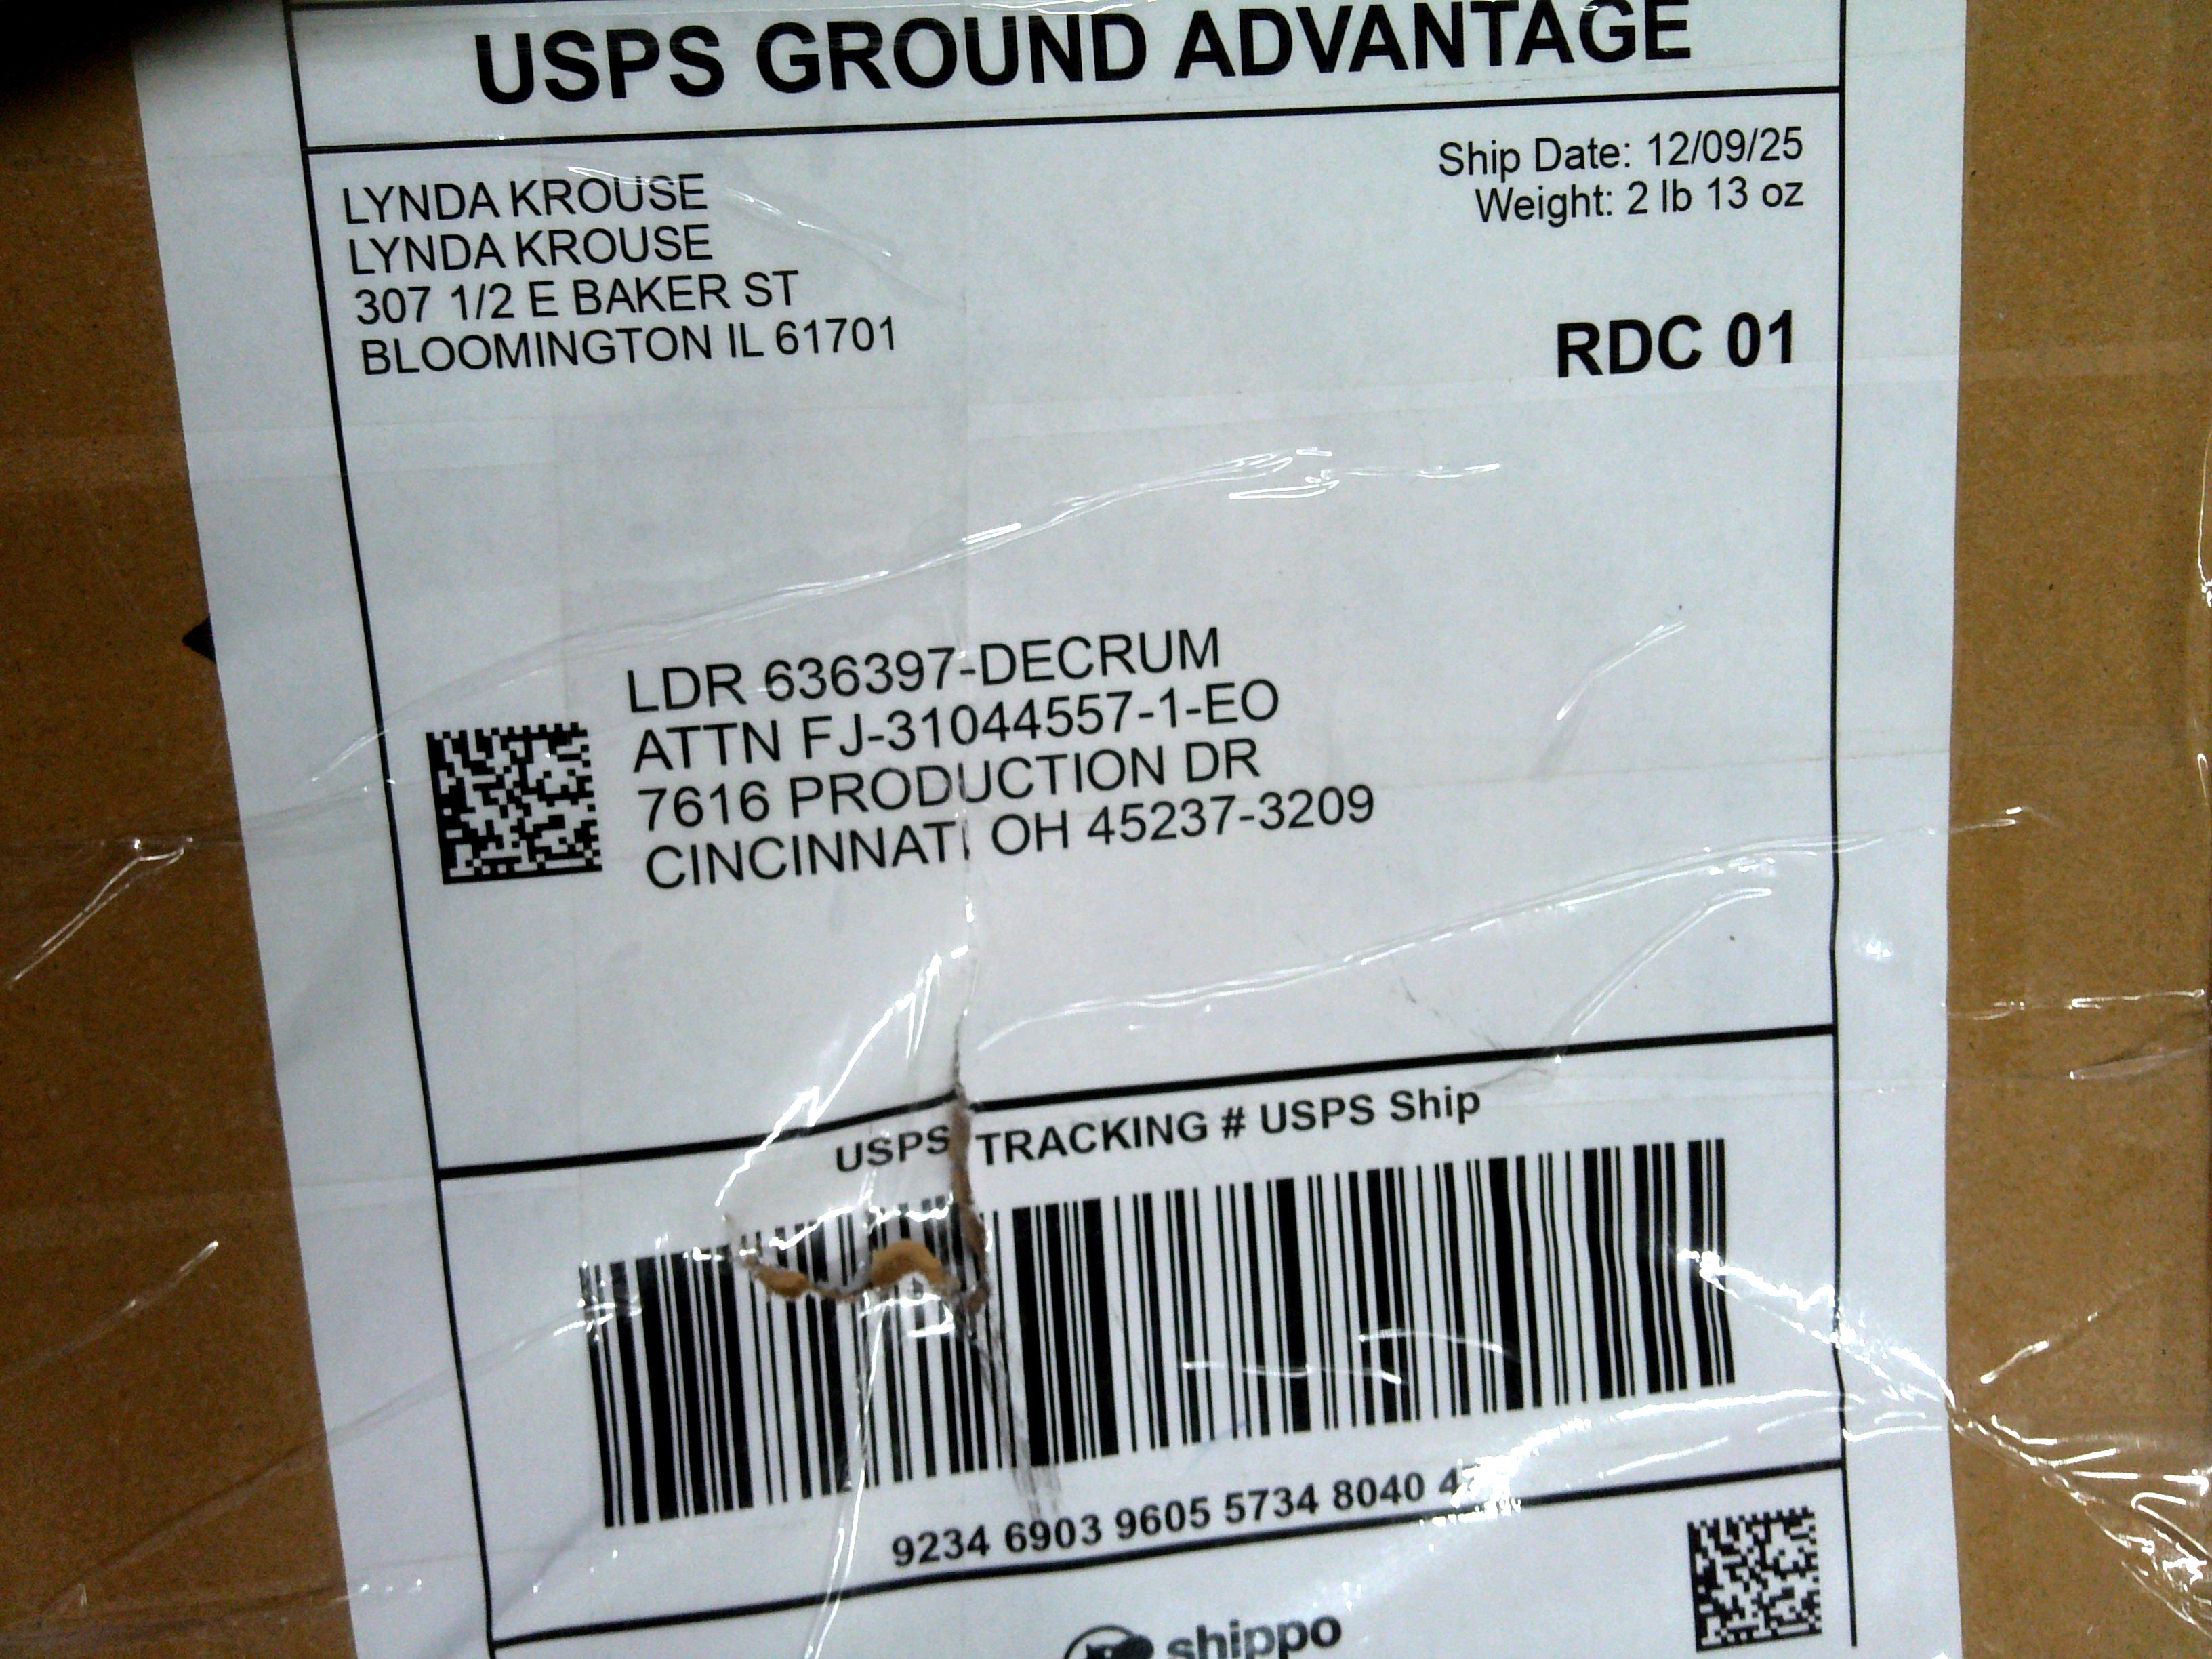 USPS GROUND ADVANTAGE
LYNDA KROUSE
LYNDA KROUSE
307 1/2 E BAKER ST
BLOOMINGTON IL 61701
Ship Date: 12/09/25
Weight: 2 lb 13 oz
RDC 01
LDR 636397-DECRUM
ATTN FJ-31044557-1-EO
7616 PRODUCTION DR
CINCINNATI OH 45237-3209
USPS TRACKING # USPS Ship
9234 6903 9605 5734 8040
shippo